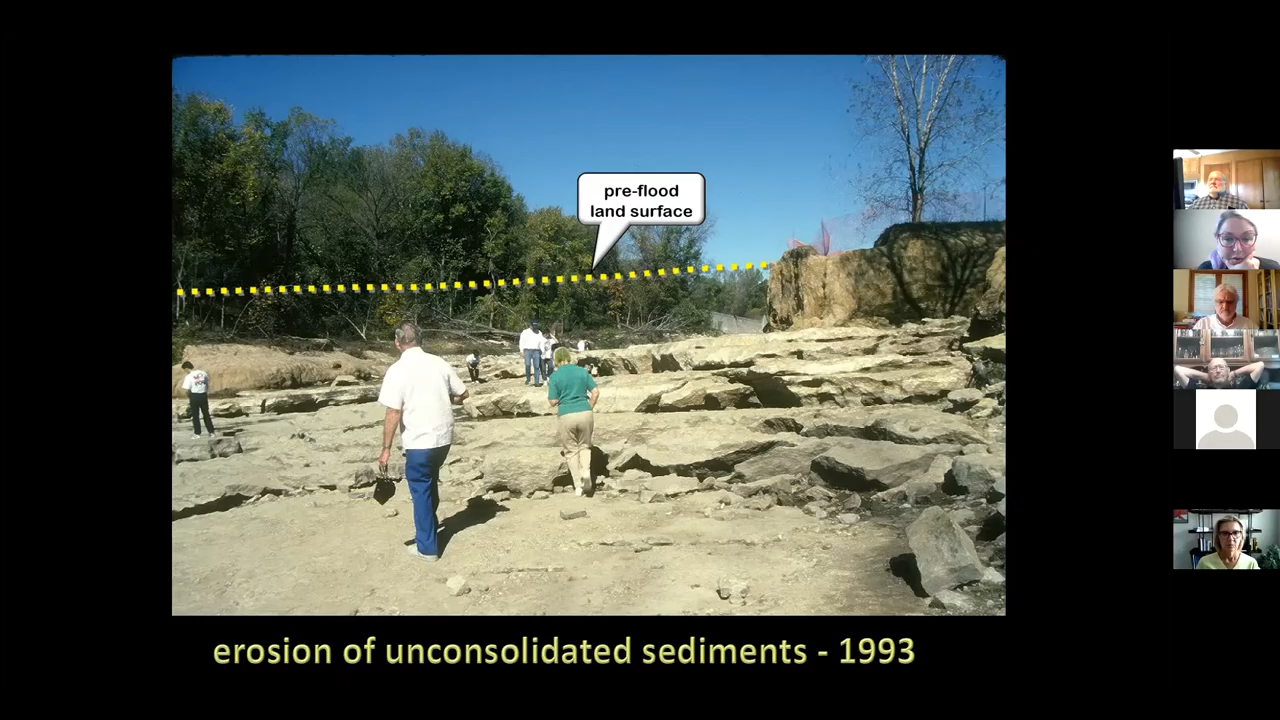 pre-flood
land surface
erosion of unconsolidated sediments - 1993